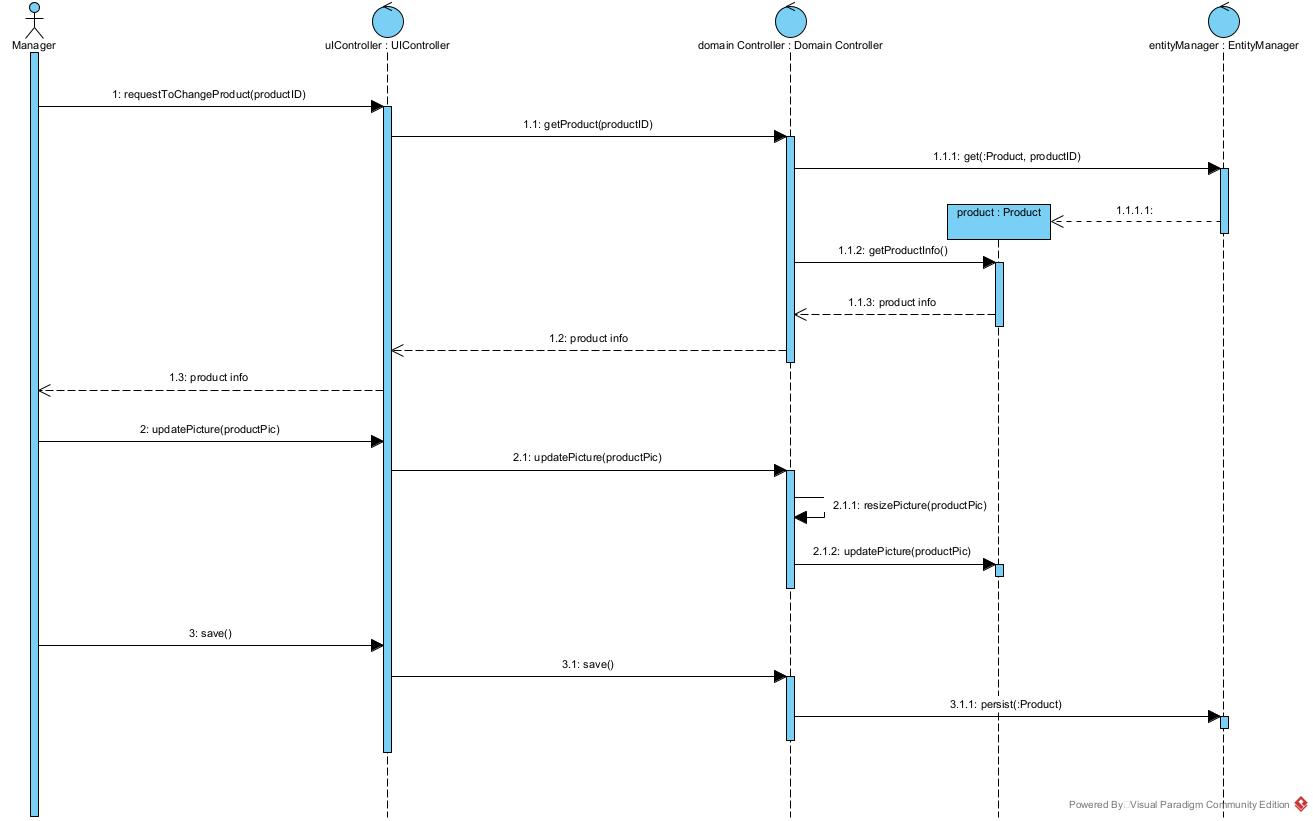 Manager
uIController : UIController
domain Controller : Domain Controller
entityManager : EntityManager
1: requestToChangeProduct(productID)
1.1: getProduct(productID)
1.1.1: get(:Product, productID)
product : Product
1.1.1.1:
1.1.2: getProductInfo()
1.1.3: product info
1.2: product info
1.3: product info
2: updatePicture(productPic)
2.1: updatePicture(productPic)
2.1.1: resizePicture(productPic)
2.1.2: updatePicture(productPic)
3: save()
3.1: save()
3.1.1: persist(:Product)
Powered By Visual Paradigm Community Edition